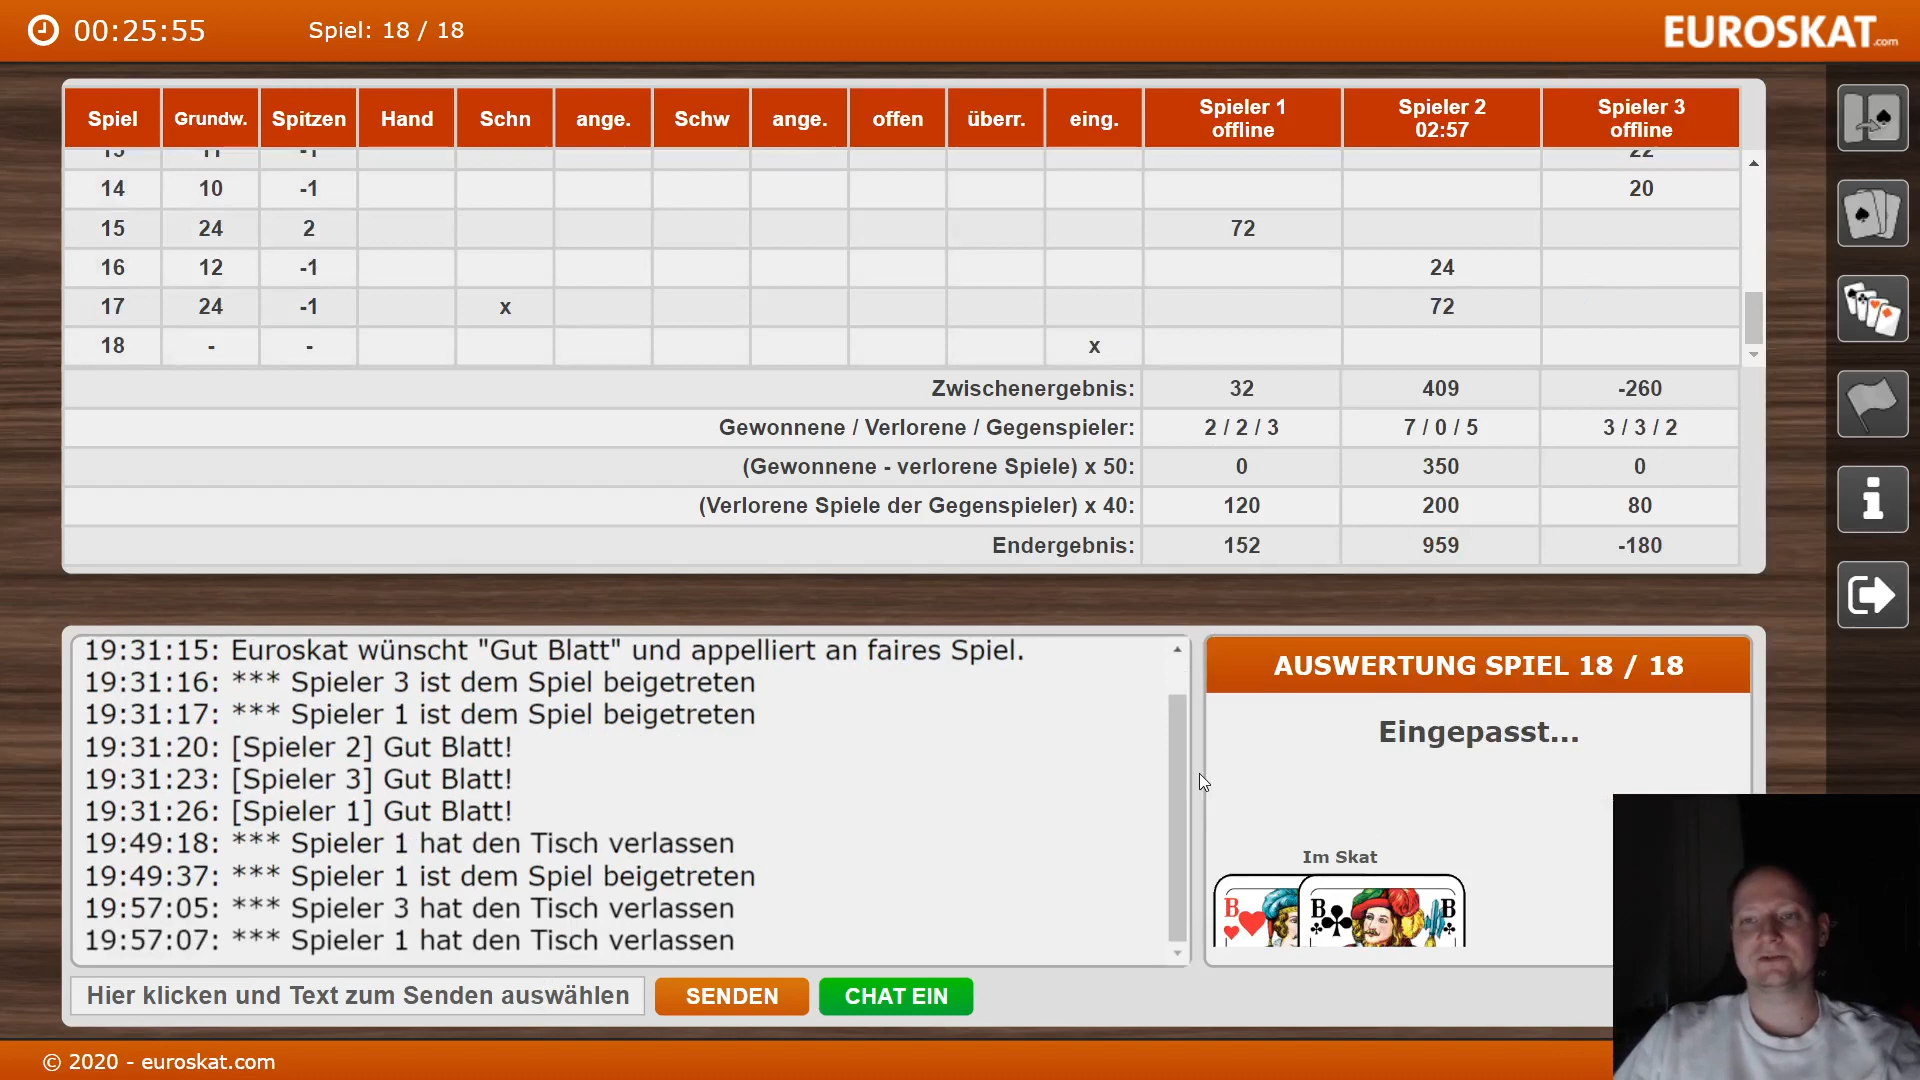 00:25:55 Spiel: 18 / 18 EUROSKAT.com
Spiel Grundw. Spitzen Hand Schn ange. Schw ange. offen überr. eing. Spieler 1 offline Spieler 2 02:57 Spieler 3 offline
13 11 -1 22
14 10 -1 20
15 24 2 72
16 12 -1 24
17 24 -1 x 72
18 - - x
Zwischenergebnis: 32 409 -260
Gewonnene / Verlorene / Gegenspieler: 2 / 2 / 3 7 / 0 / 5 3 / 3 / 2
(Gewonnene - verlorene Spiele) x 50: 0 350 0
(Verlorene Spiele der Gegenspieler) x 40: 120 200 80
Endergebnis: 152 959 -180
19:31:15: Euroskat wünscht "Gut Blatt" und appelliert an faires Spiel.
19:31:16: *** Spieler 3 ist dem Spiel beigetreten
19:31:17: *** Spieler 1 ist dem Spiel beigetreten
19:31:20: [Spieler 2] Gut Blatt!
19:31:23: [Spieler 3] Gut Blatt!
19:31:26: [Spieler 1] Gut Blatt!
19:49:18: *** Spieler 1 hat den Tisch verlassen
19:49:37: *** Spieler 1 ist dem Spiel beigetreten
19:57:05: *** Spieler 3 hat den Tisch verlassen
19:57:07: *** Spieler 1 hat den Tisch verlassen
Hier klicken und Text zum Senden auswählen SENDEN CHAT EIN
AUSWERTUNG SPIEL 18 / 18
Eingepasst...
Im Skat
B B B
© 2020 - euroskat.com